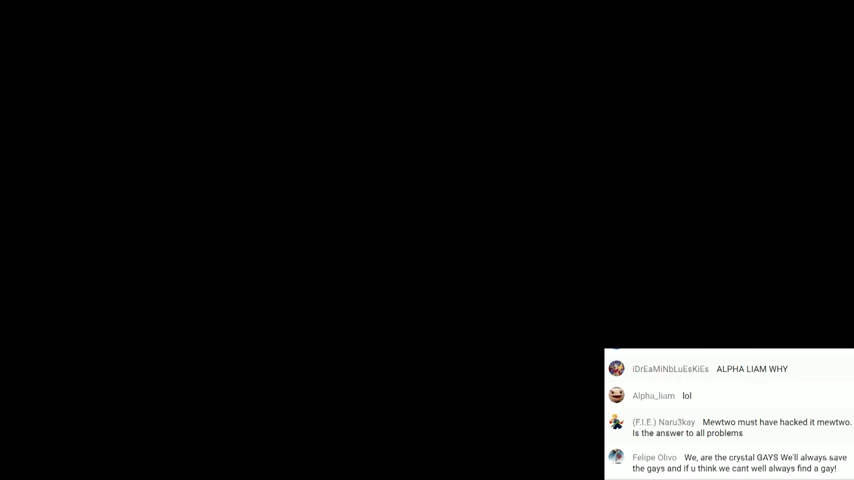 iDrEaMiNbLuEsKiEs ALPHA LIAM WHY
Alpha_liam lol
(F.I.E.) Naru3kay Mewtwo must have hacked it mewtwo.
Is the answer to all problems
Felipe Olivo We, are the crystal GAYS We'll always save
the gays and if u think we cant well always find a gay!